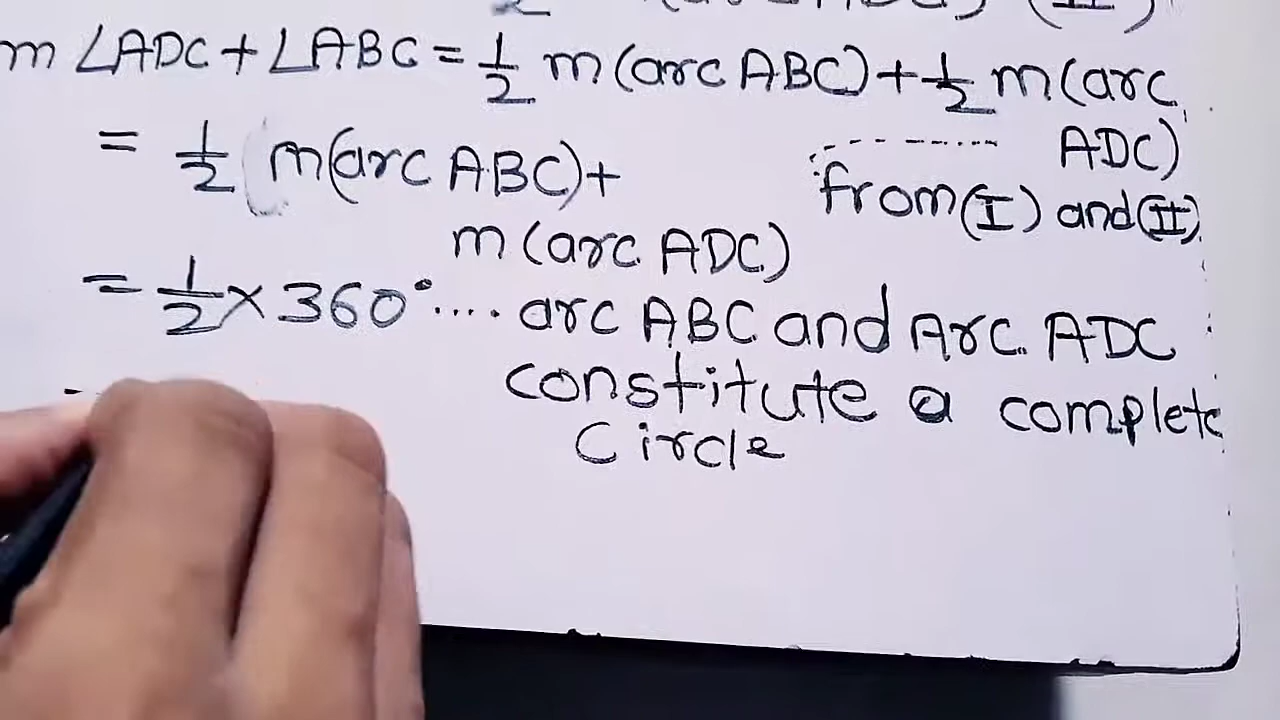 m∠ADC+∠ABC=1/2 m(arc ABC)+1/2 m(arc
ADC)
= 1/2 m(arc ABC)+
from(I) and(II)
m(arc ADC)
=1/2×360°.... arc ABC and Arc ADC
constitute a complete
Circle